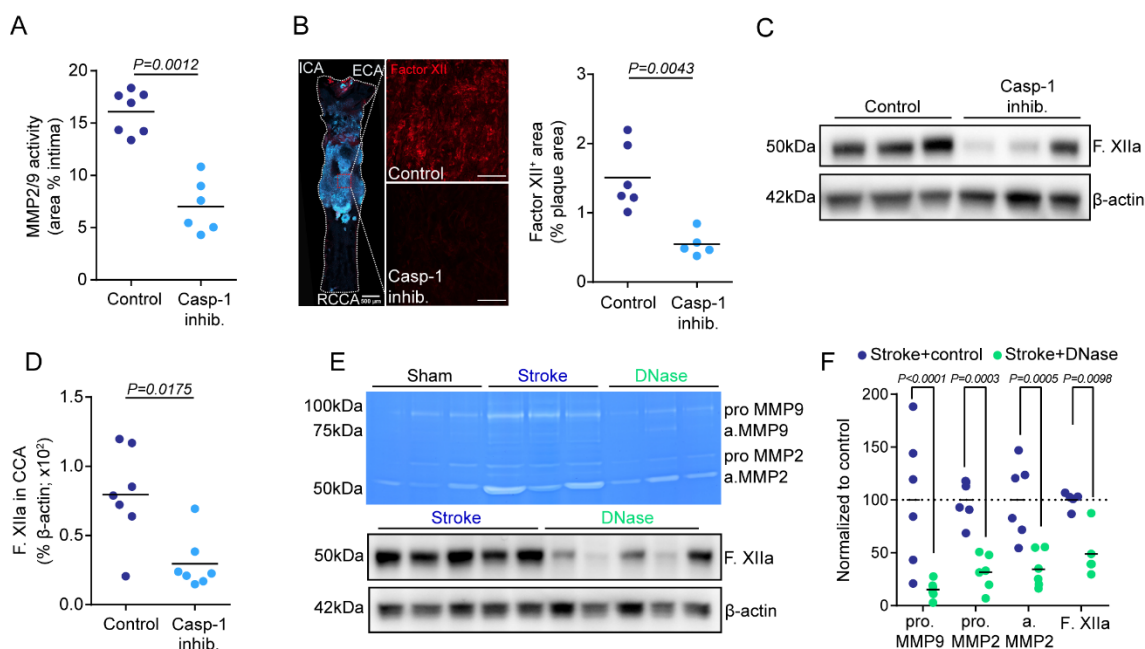 A
P=0.0012
20
15
10
5
0
MMP2/9 activity
(area % intima)
Control
Casp-1
inhib.
B
ICA
ECA
RCCA
500 µm
Factor XII
Control
Casp-1
inhib.
P=0.0043
3
2
1
0
Factor XII⁺ area
(% plaque area)
Control
Casp-1
inhib.
C
Control
Casp-1
inhib.
50kDa
F. XIIa
42kDa
β-actin
D
P=0.0175
1.5
1.0
0.5
0.0
F. XIIa in CCA
(% β-actin; x10²)
Control
Casp-1
inhib.
E
Sham
Stroke
DNase
100kDa
75kDa
50kDa
pro MMP9
a.MMP9
pro MMP2
a.MMP2
Stroke
DNase
50kDa
F. XIIa
42kDa
β-actin
F
Stroke+control
Stroke+DNase
P<0.0001
P=0.0003
P=0.0005
P=0.0098
200
150
100
50
0
Normalized to control
pro.
MMP9
pro.
MMP2
a.
MMP2
F. XIIa